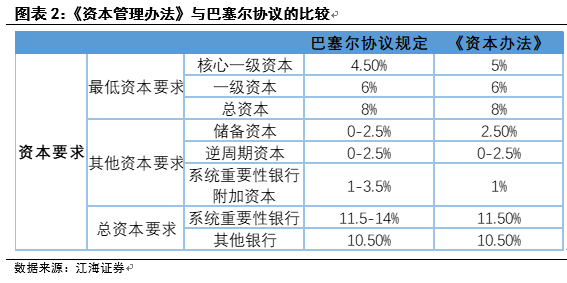 图表 2：《资本管理办法》与巴塞尔协议的比较
巴塞尔协议规定 《资本办法》
资本要求 最低资本要求 核心一级资本 4.50% 5%
一级资本 6% 6%
总资本 8% 8%
其他资本要求 储备资本 0-2.5% 2.50%
逆周期资本 0-2.5% 0-2.5%
系统重要性银行
附加资本 1-3.5% 1%
总资本要求 系统重要性银行 11.5-14% 11.50%
其他银行 10.50% 10.50%
数据来源：江海证券